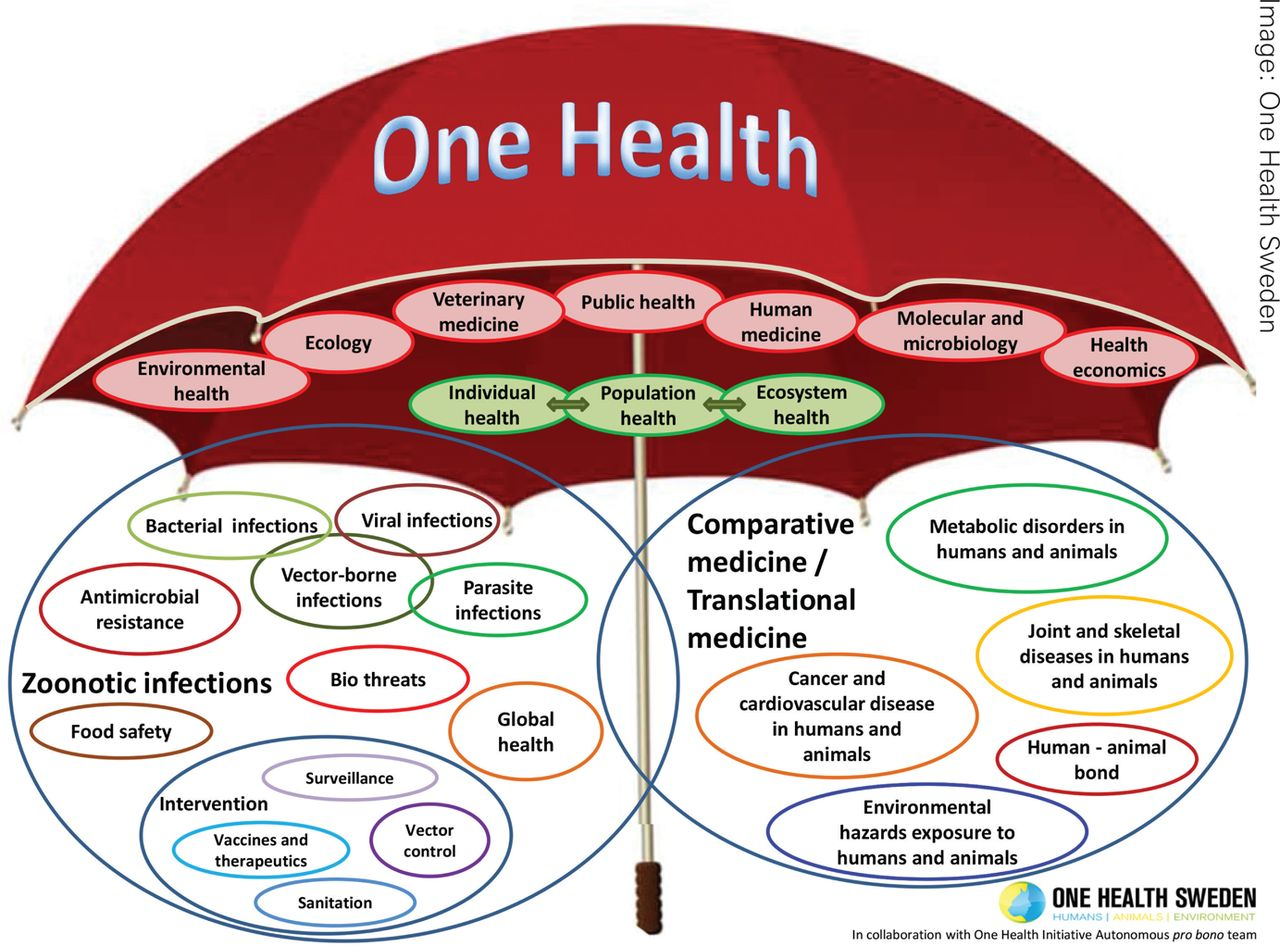 One Health
Image: One Health Sweden
Environmental
health
Ecology
Veterinary
medicine
Public health
Human
medicine
Molecular and
microbiology
Health
economics
Individual
health
Population
health
Ecosystem
health
Bacterial infections
Viral infections
Vector-borne
infections
Parasite
infections
Antimicrobial
resistance
Zoonotic infections
Bio threats
Food safety
Global
health
Intervention
Surveillance
Vaccines and
therapeutics
Vector
control
Sanitation
Comparative
medicine /
Translational
medicine
Metabolic disorders in
humans and animals
Joint and skeletal
diseases in humans
and animals
Cancer and
cardiovascular disease
in humans and
animals
Human - animal
bond
Environmental
hazards exposure to
humans and animals
ONE HEALTH SWEDEN
HUMANS | ANIMALS | ENVIRONMENT
In collaboration with One Health Initiative Autonomous pro bono team